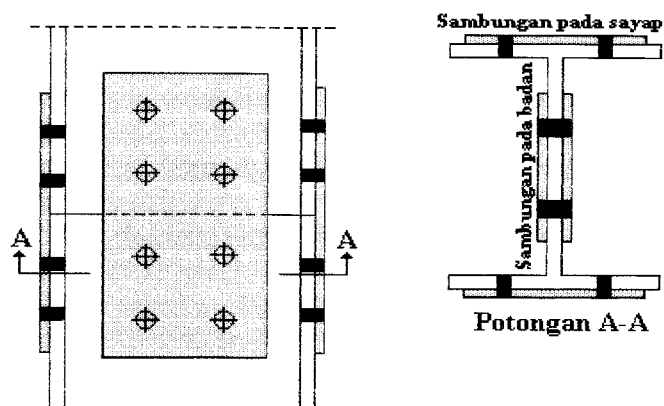 Sambungan pada sayap
Sambungan pada badan
A
A
Potongan A-A